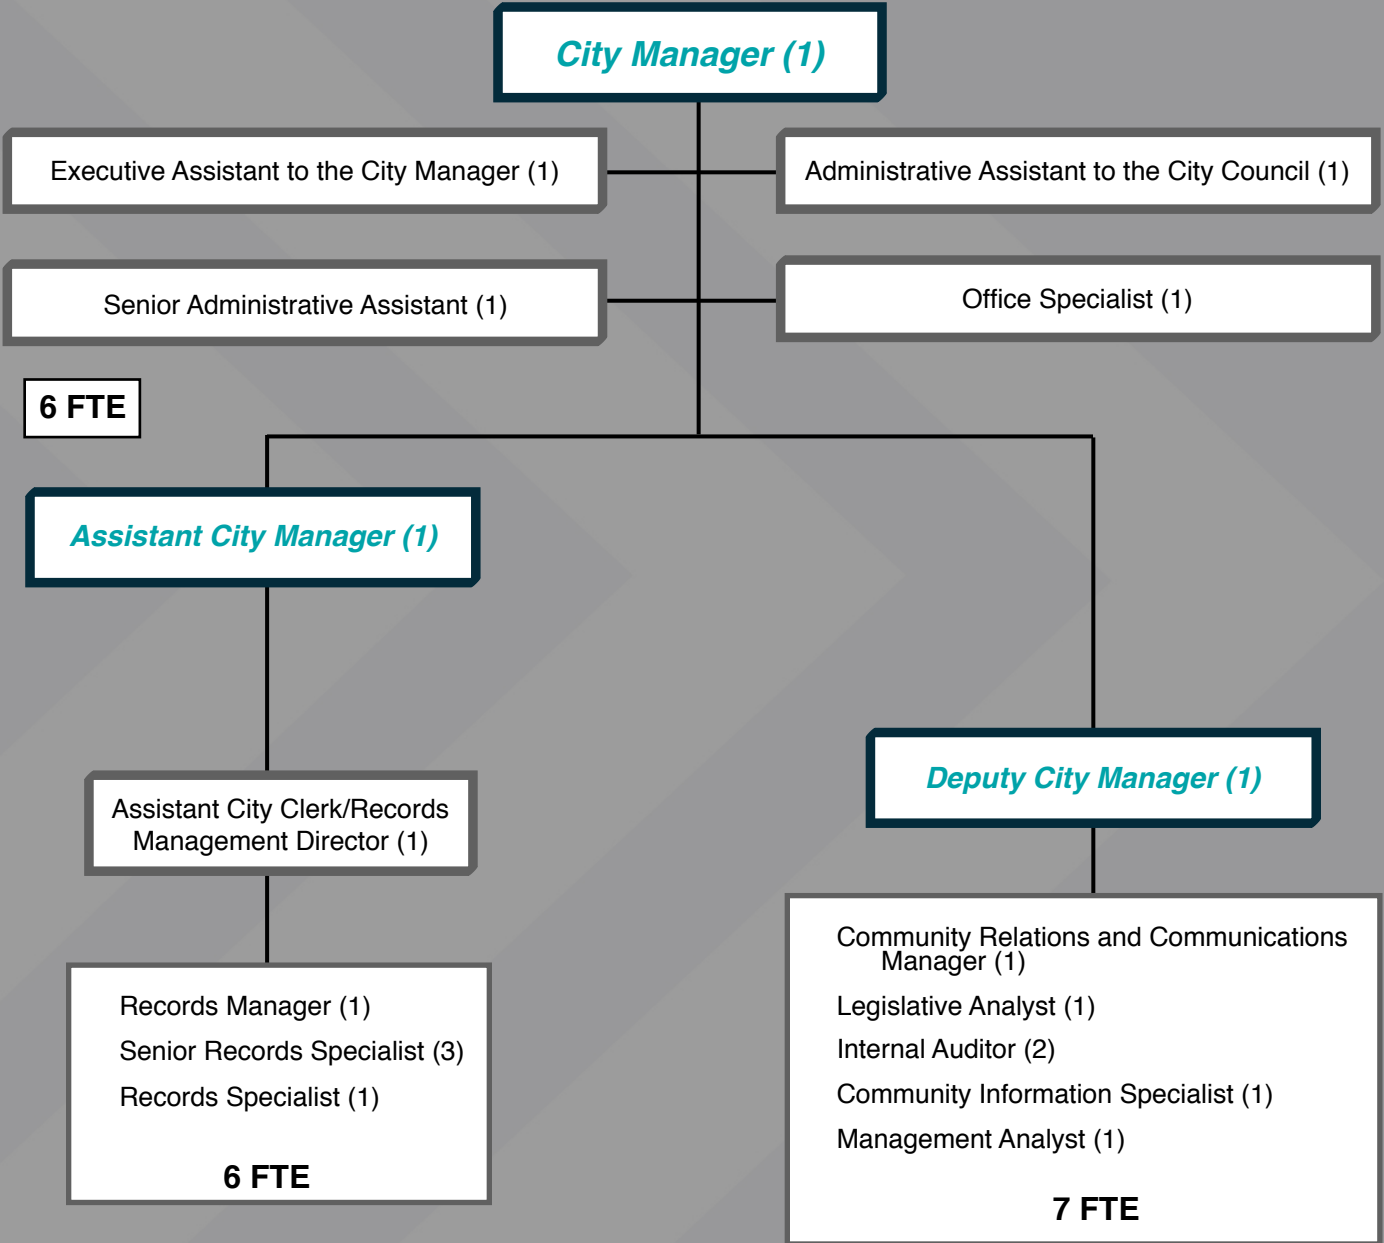 City Manager (1)
Executive Assistant to the City Manager (1)
Administrative Assistant to the City Council (1)
Senior Administrative Assistant (1)
Office Specialist (1)
6 FTE
Assistant City Manager (1)
Deputy City Manager (1)
Assistant City Clerk/Records
Management Director (1)
Records Manager (1)
Senior Records Specialist (3)
Records Specialist (1)
6 FTE
Community Relations and Communications
Manager (1)
Legislative Analyst (1)
Internal Auditor (2)
Community Information Specialist (1)
Management Analyst (1)
7 FTE